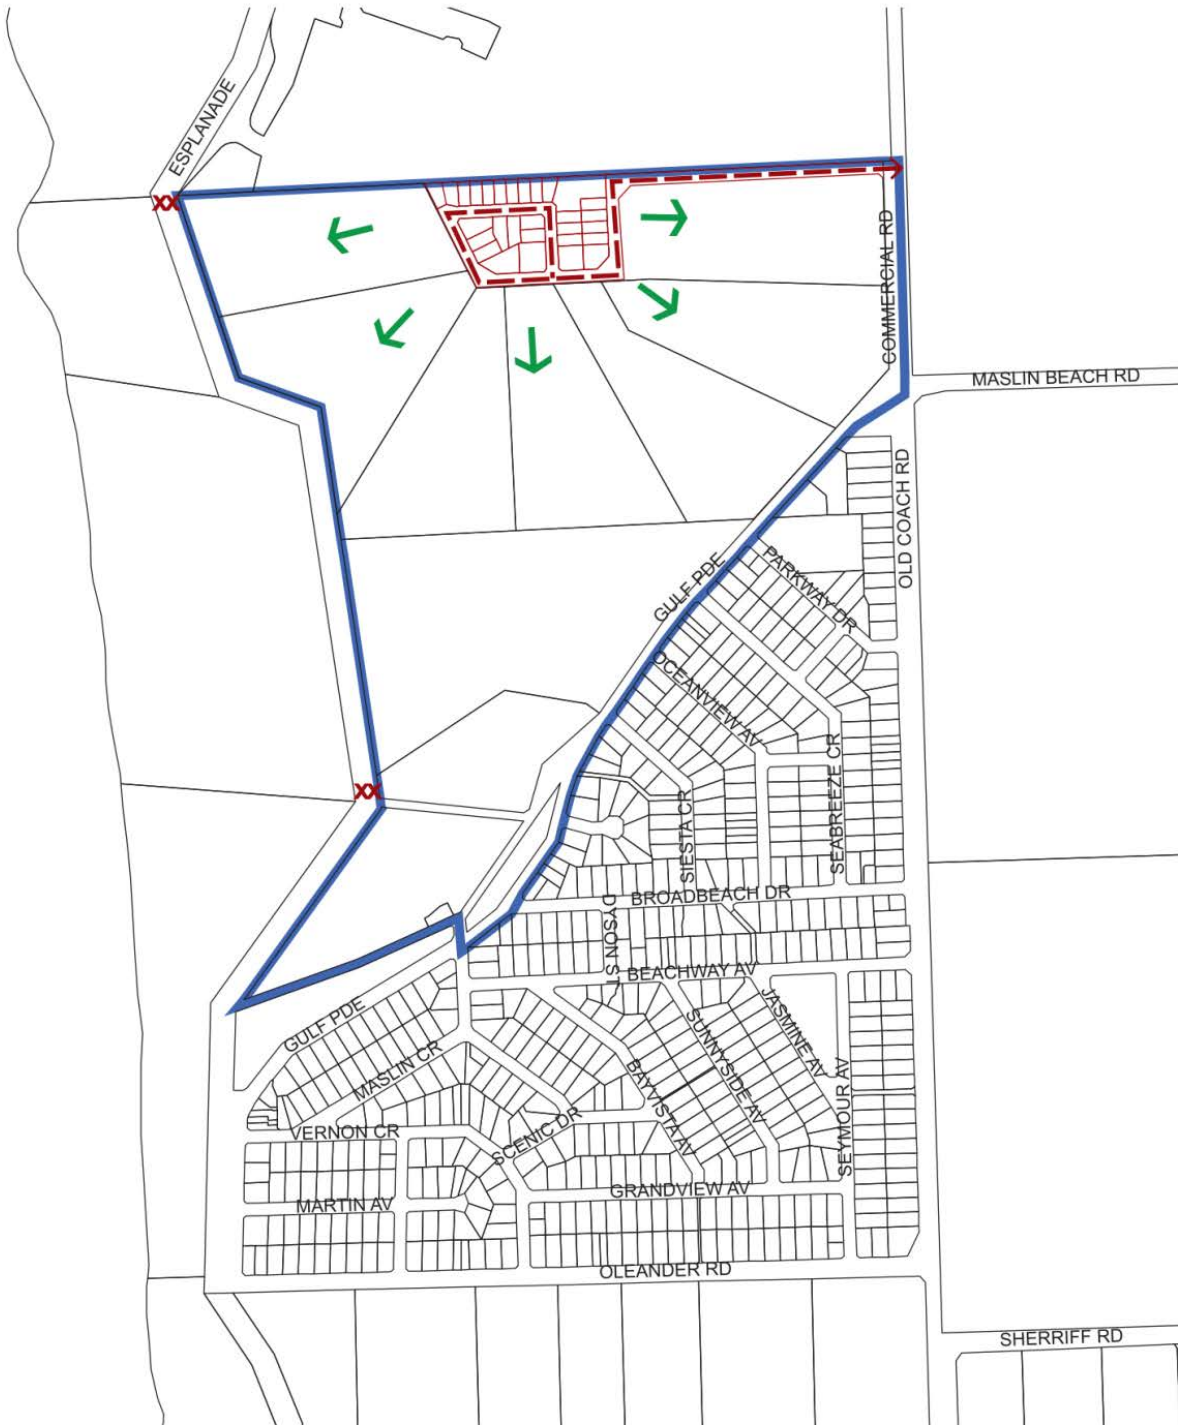 ESPLANADE
XX
COMMERCIAL RD
MASLIN BEACH RD
OLD COACH RD
GULF PDE
PARKWAY DR
OCEANVIEW AV
SEABREEZE CR
XX
SIESTA CR
BROADBEACH DR
DYSON ST
BEACHWAY AV
GULF PDE
JASMINE AV
SUNNYSIDE AV
MASLIN CR
BAYVISTA AV
SEYMOUR AV
VERNON CR
SCENIC DR
GRANDVIEW AV
MARTIN AV
OLEANDER RD
SHERRIFF RD